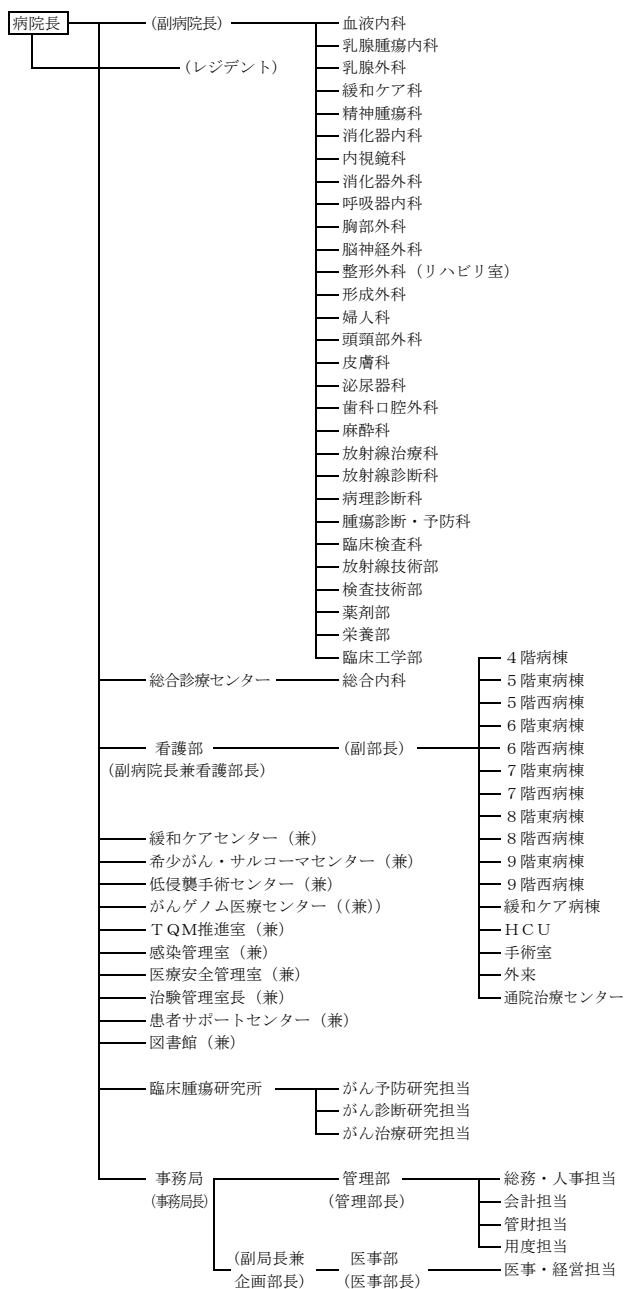 病院長 (副病院長) 血液内科
乳腺腫瘍内科
(レジデント) 乳腺外科
緩和ケア科
精神腫瘍科
消化器内科
内視鏡科
消化器外科
呼吸器内科
胸部外科
脳神経外科
整形外科（リハビリ室）
形成外科
婦人科
頭頸部外科
皮膚科
泌尿器科
歯科口腔外科
麻酔科
放射線治療科
放射線診断科
病理診断科
腫瘍診断・予防科
臨床検査科
放射線技術部
検査技術部
薬剤部
栄養部
臨床工学部 ４階病棟
総合診療センター 総合内科 ５階東病棟
５階西病棟
６階東病棟
看護部 (副部長) ６階西病棟
(副病院長兼看護部長) ７階東病棟
７階西病棟
８階東病棟
緩和ケアセンター（兼） ８階西病棟
希少がん・サルコーマセンター（兼） ９階東病棟
低侵襲手術センター（兼） ９階西病棟
がんゲノム医療センター（(兼)） 緩和ケア病棟
ＴＱＭ推進室（兼） ＨＣＵ
感染管理室（兼） 手術室
医療安全管理室（兼） 外来
治験管理室長（兼） 通院治療センター
患者サポートセンター（兼）
図書館（兼）
臨床腫瘍研究所 がん予防研究担当
がん診断研究担当
がん治療研究担当
事務局 管理部 総務・人事担当
(事務局長) (管理部長) 会計担当
管財担当
用度担当
(副局長兼 医事部 医事・経営担当
企画部長) (医事部長)